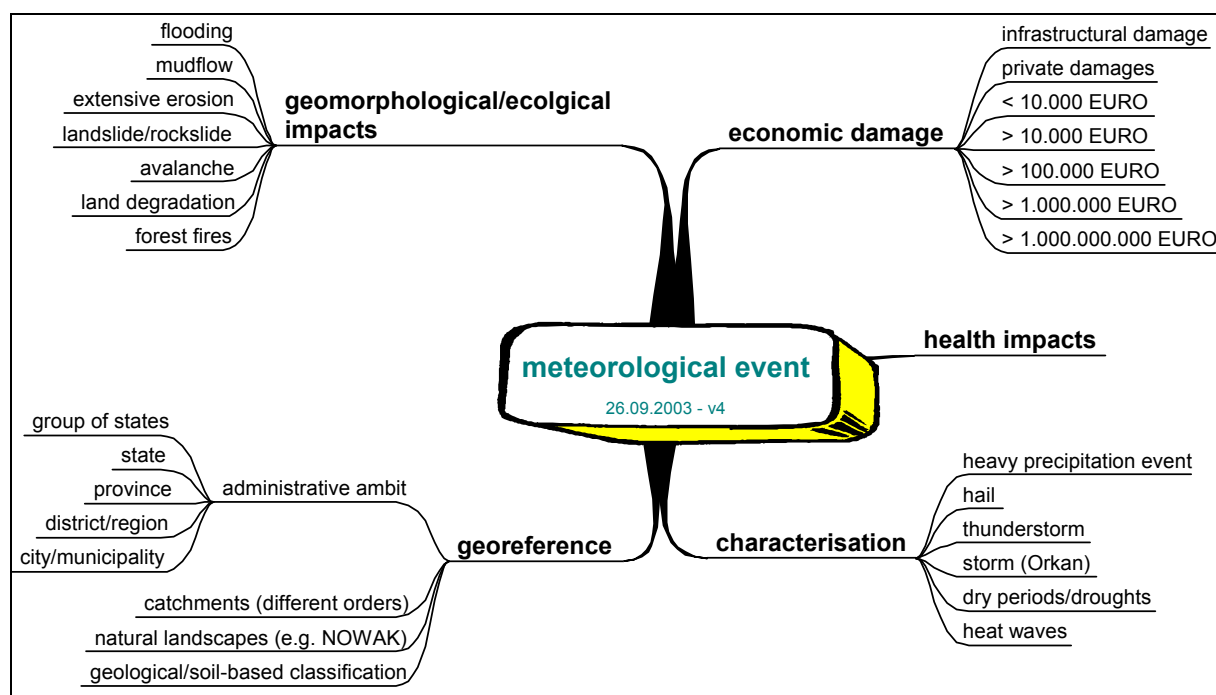 flooding
mudflow
extensive erosion
landslide/rockslide
avalanche
land degradation
forest fires
geomorphological/ecolgical
impacts
infrastructural damage
private damages
< 10.000 EURO
> 10.000 EURO
> 100.000 EURO
> 1.000.000 EURO
> 1.000.000.000 EURO
economic damage
health impacts
meteorological event
26.09.2003 - v4
group of states
state
province
district/region
city/municipality
administrative ambit
georeference
catchments (different orders)
natural landscapes (e.g. NOWAK)
geological/soil-based classification
characterisation
heavy precipitation event
hail
thunderstorm
storm (Orkan)
dry periods/droughts
heat waves